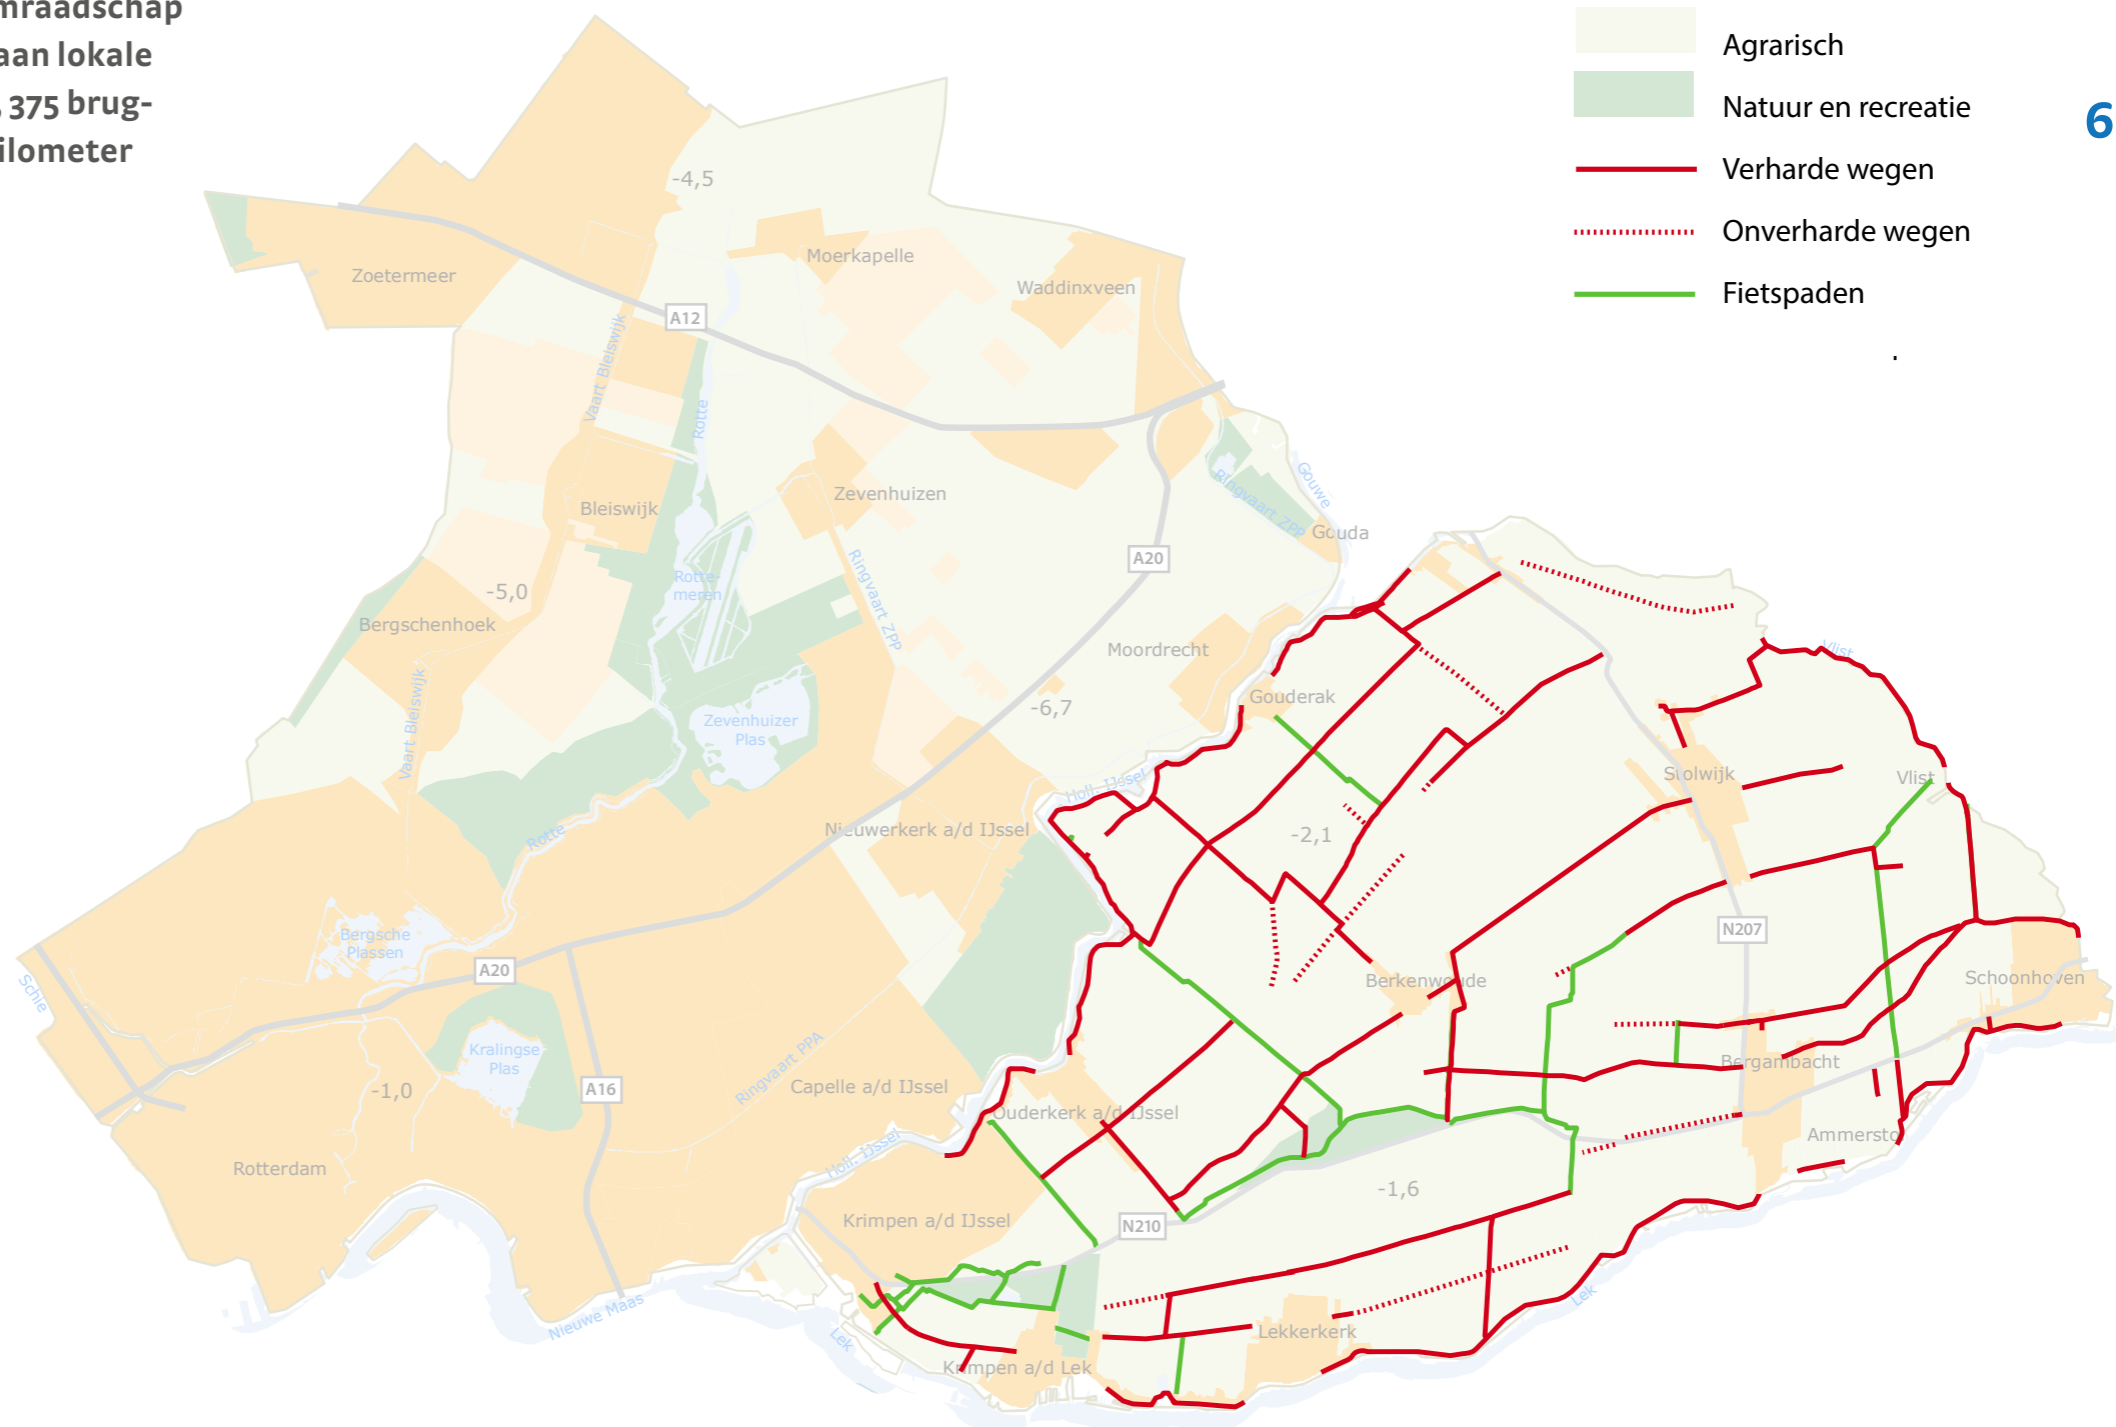 mraadschap
aan lokale
, 375 brug-
ilometer
Agrarisch
Natuur en recreatie
Verharde wegen
Onverharde wegen
Fietspaden
6
-4,5
Moerkapelle
Zoetermeer
Waddinxveen
A12
Vaart Bleiswijk
Rotte
Gouwe
Ringvaart ZPP
Zevenhuizen
Bleiswijk
Gouda
A20
Rotte-
meren
-5,0
Ringvaart ZPP
Bergschenhoek
Moordrecht
Vlist
Gouderak
-6,7
Vaart Bleiswijk
Zevenhuizer
Plas
Stolwijk
Vlist
Holl. IJssel
Nieuwerkerk a/d IJssel
-2,1
Rotte
Bergsche
Plassen
N207
A20
Schie
Berkenwoude
Schoonhoven
Kralingse
Plas
Bergambacht
Ringvaart PPA
A16
-1,0
Capelle a/d IJssel
Ouderkerk a/d IJssel
Ammersto
Holl. IJssel
Rotterdam
-1,6
Krimpen a/d IJssel
N210
Lek
Nieuwe Maas
Lek
Lekkerkerk
Krimpen a/d Lek